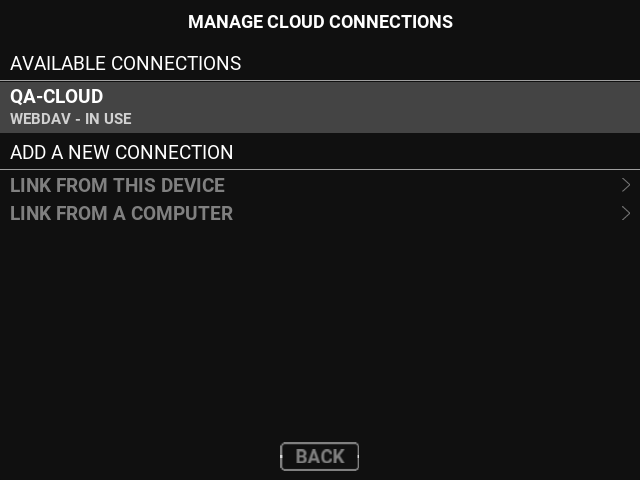 MANAGE CLOUD CONNECTIONS
AVAILABLE CONNECTIONS
QA-CLOUD
WEBDAV - IN USE
ADD A NEW CONNECTION
LINK FROM THIS DEVICE
LINK FROM A COMPUTER
BACK